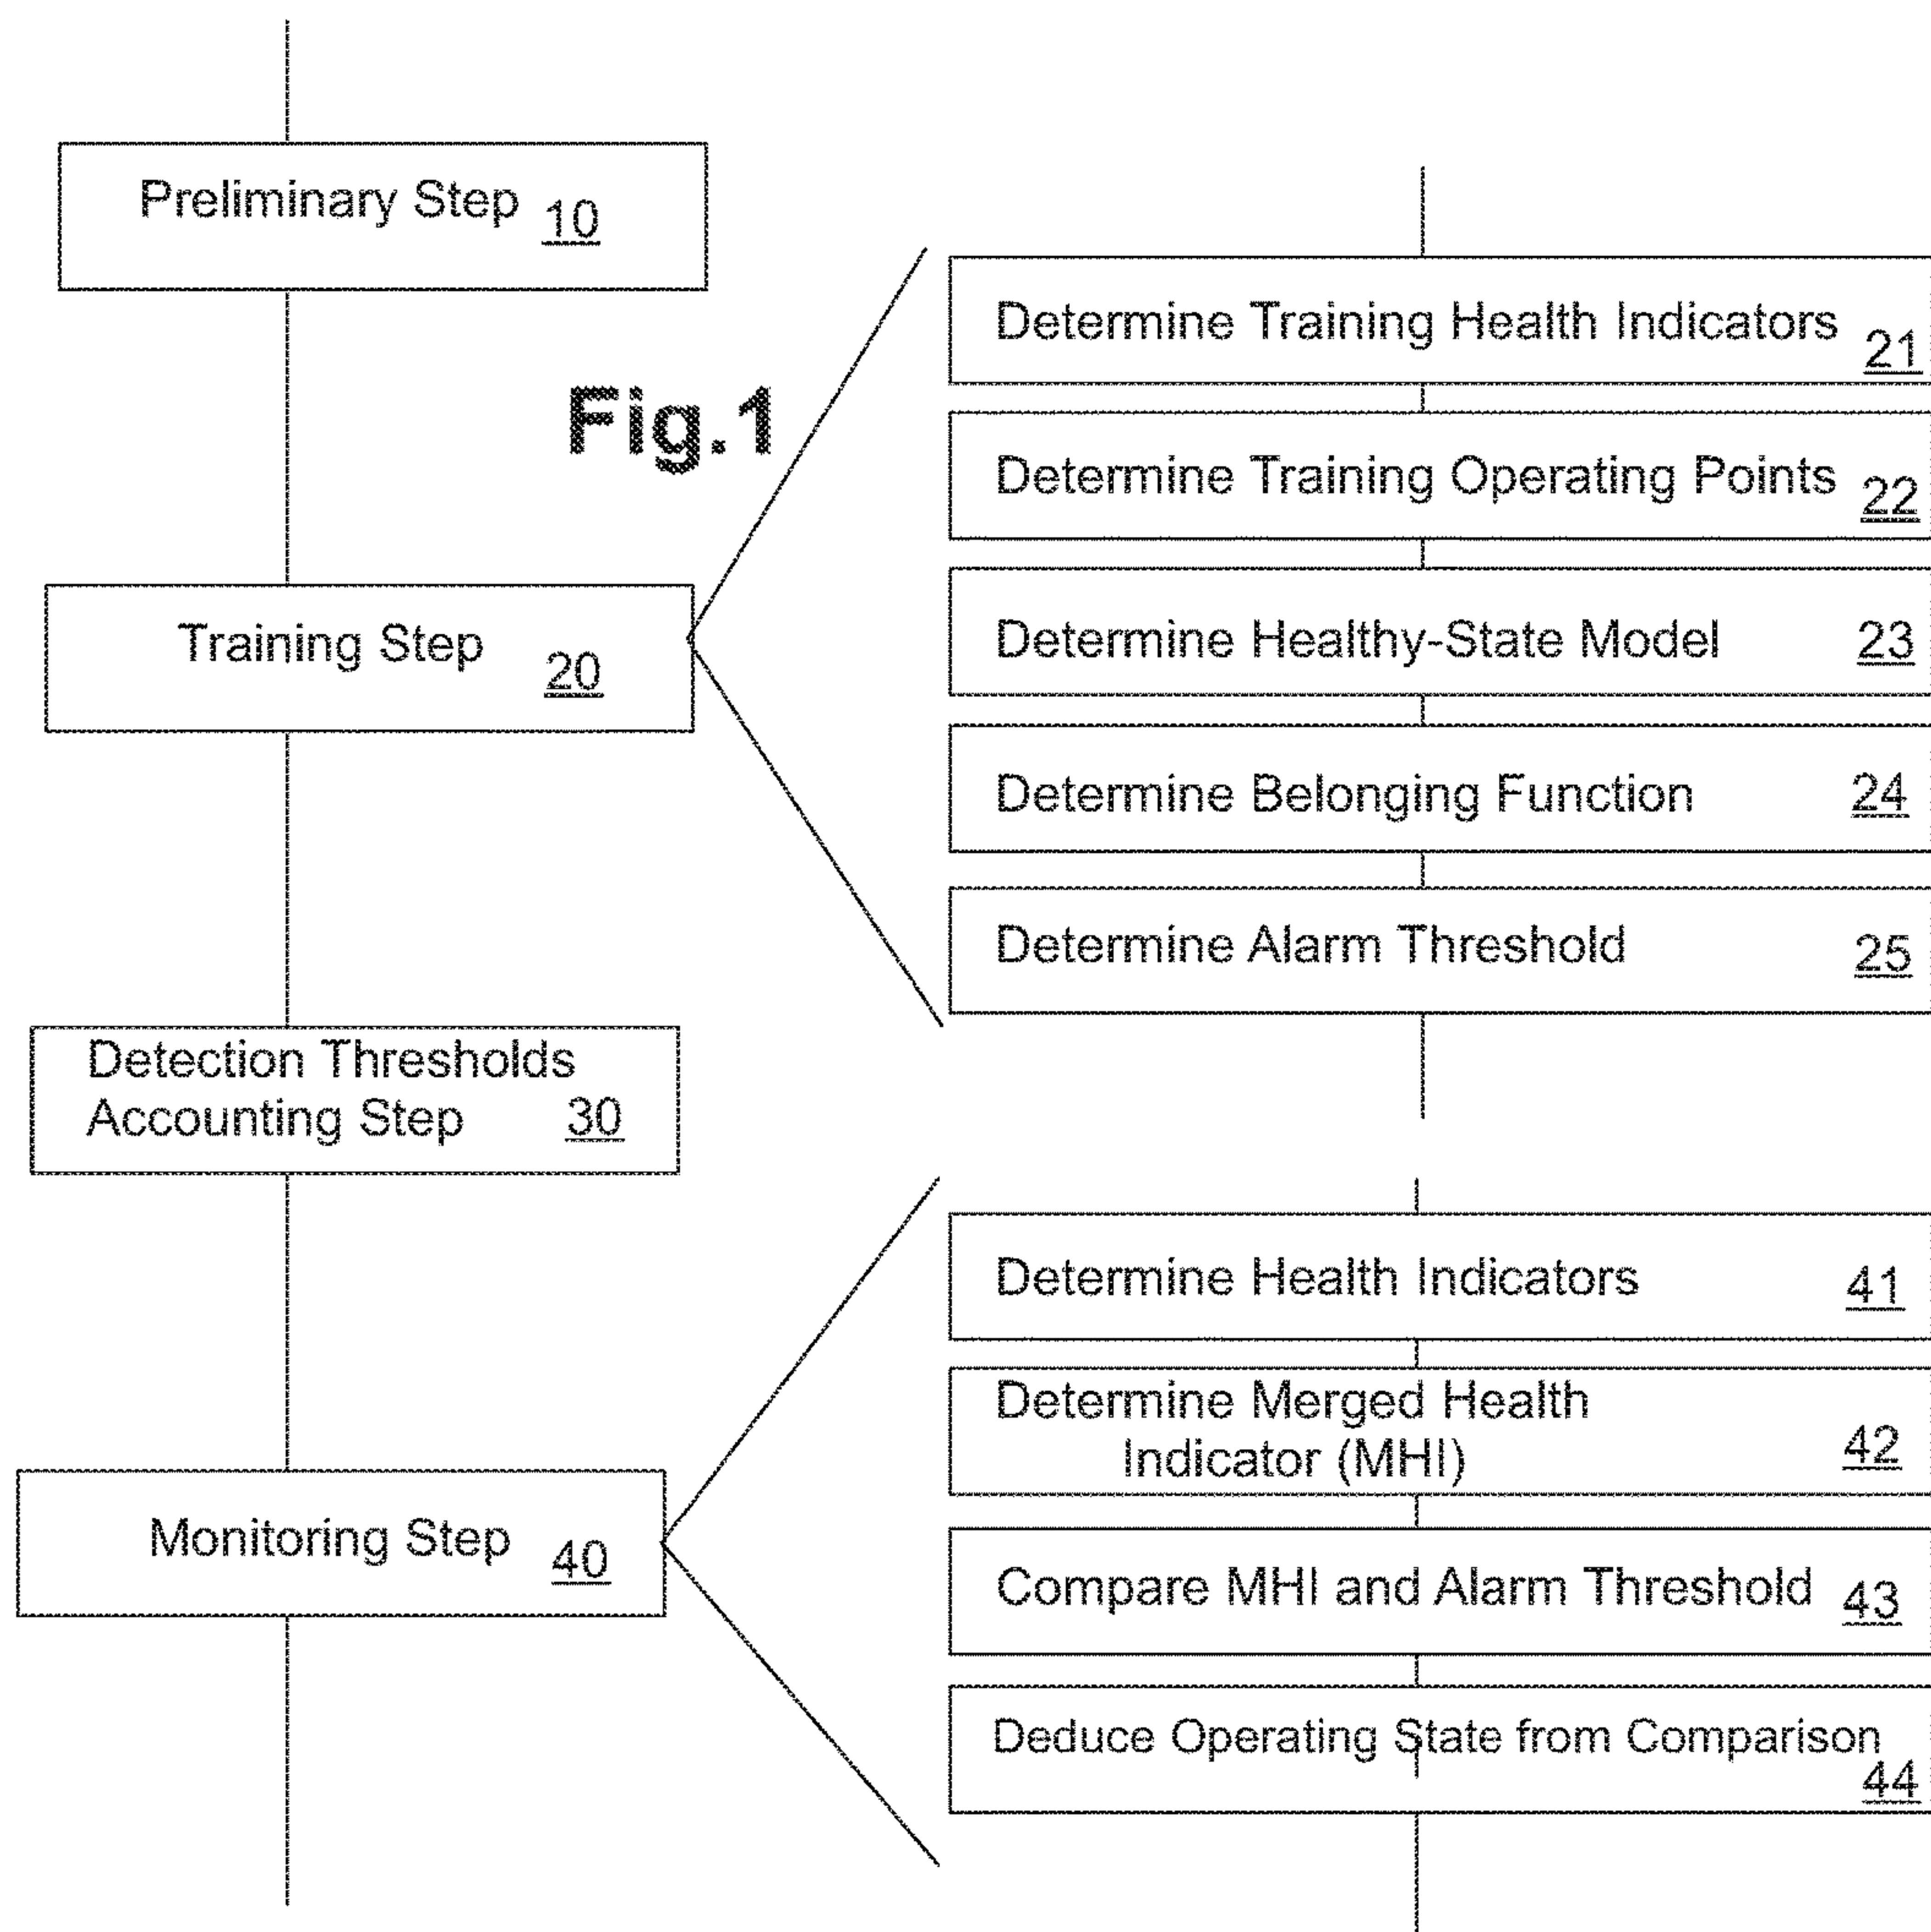 Preliminary Step 10
Fig.1
Training Step 20
Determine Training Health Indicators 21
Determine Training Operating Points 22
Determine Healthy-State Model 23
Determine Belonging Function 24
Determine Alarm Threshold 25
Detection Thresholds
Accounting Step 30
Monitoring Step 40
Determine Health Indicators 41
Determine Merged Health
Indicator (MHI) 42
Compare MHI and Alarm Threshold 43
Deduce Operating State from Comparison
44